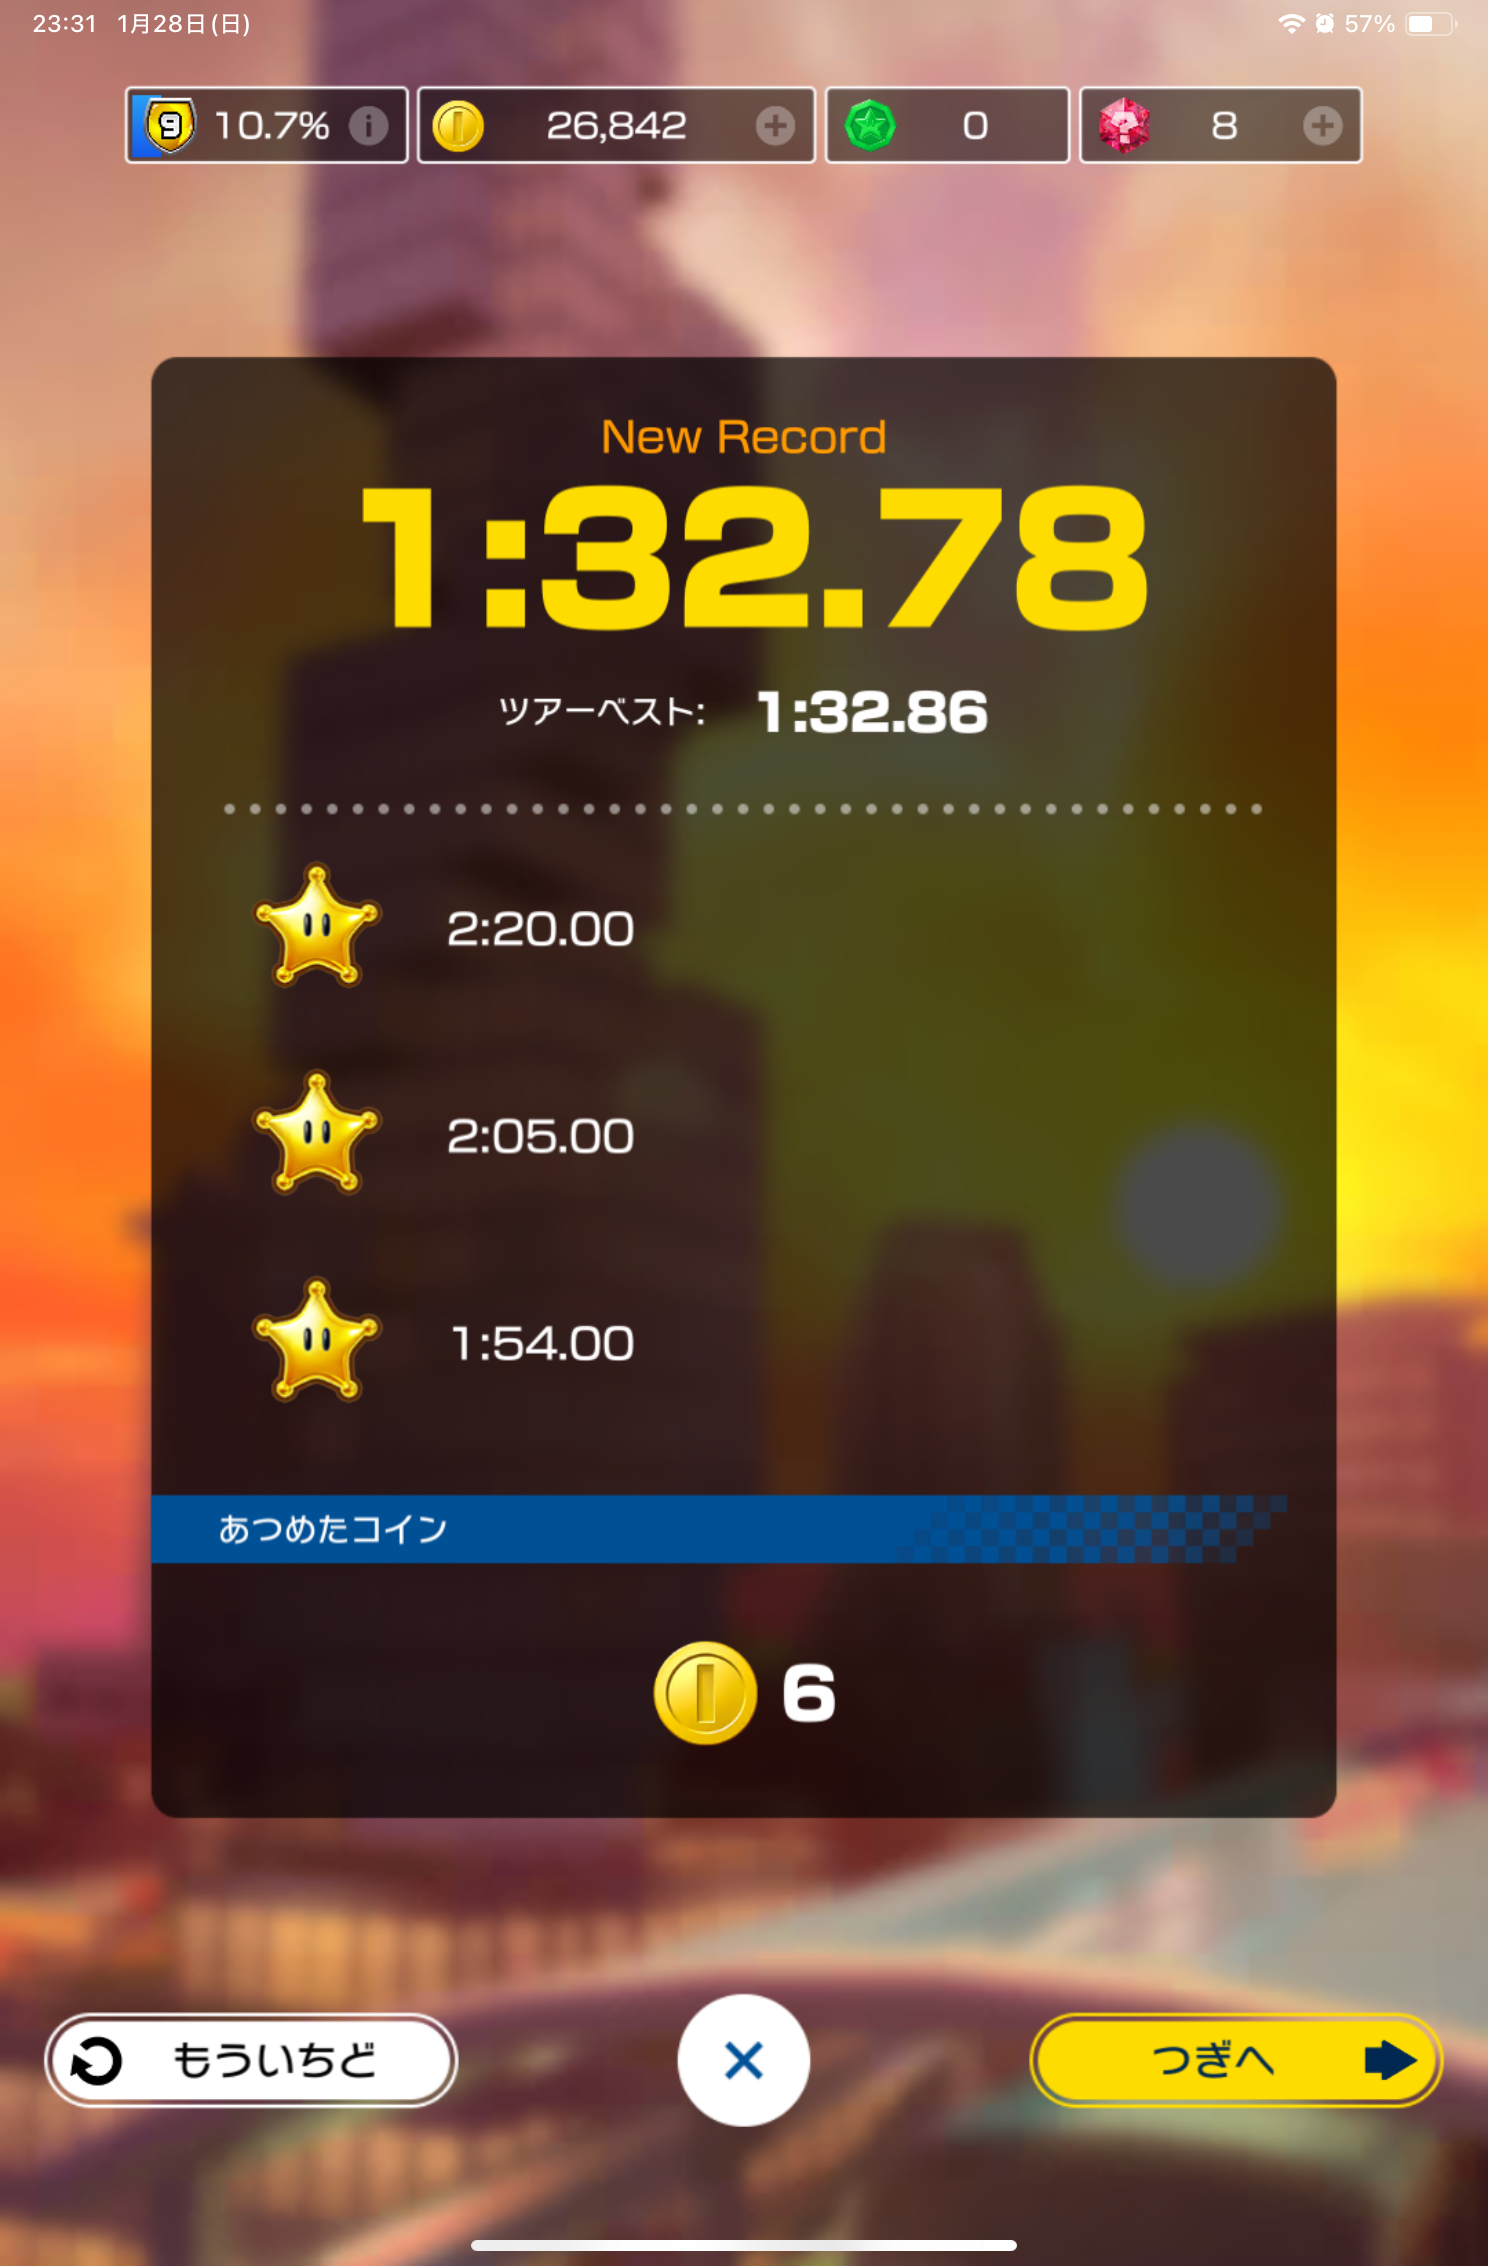 23:31 1月28日(日) 57%
9 10.7% i 26,842 + 0 8 +
New Record
1:32.78
ツアーベスト: 1:32.86
2:20.00
2:05.00
1:54.00
あつめたコイン
6
もういちど × つぎへ